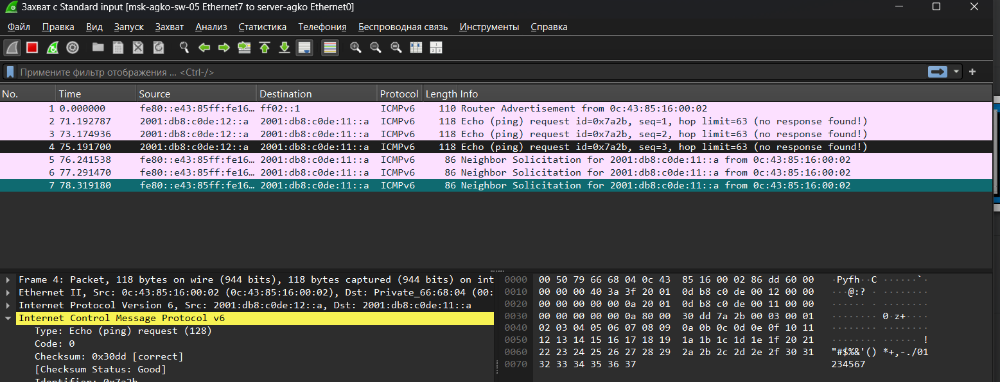 Захват с Standard input [msk-agko-sw-05 Ethernet7 to server-agko Ethernet0]
Файл Правка Вид Запуск Захват Анализ Статистика Телефония Беспроводная связь Инструменты Справка
Примените фильтр отображения … <Ctrl-/>
No. Time Source Destination Protocol Length Info
1 0.000000 fe80::e43:85ff:fe16… ff02::1 ICMPv6 110 Router Advertisement from 0c:43:85:16:00:02
2 71.192787 2001:db8:c0de:12::a 2001:db8:c0de:11::a ICMPv6 118 Echo (ping) request id=0x7a2b, seq=1, hop limit=63 (no response found!)
3 73.174936 2001:db8:c0de:12::a 2001:db8:c0de:11::a ICMPv6 118 Echo (ping) request id=0x7a2b, seq=2, hop limit=63 (no response found!)
4 75.191700 2001:db8:c0de:12::a 2001:db8:c0de:11::a ICMPv6 118 Echo (ping) request id=0x7a2b, seq=3, hop limit=63 (no response found!)
5 76.241538 fe80::e43:85ff:fe16… 2001:db8:c0de:11::a ICMPv6 86 Neighbor Solicitation for 2001:db8:c0de:11::a from 0c:43:85:16:00:02
6 77.291470 fe80::e43:85ff:fe16… 2001:db8:c0de:11::a ICMPv6 86 Neighbor Solicitation for 2001:db8:c0de:11::a from 0c:43:85:16:00:02
7 78.319180 fe80::e43:85ff:fe16… 2001:db8:c0de:11::a ICMPv6 86 Neighbor Solicitation for 2001:db8:c0de:11::a from 0c:43:85:16:00:02
Frame 4: Packet, 118 bytes on wire (944 bits), 118 bytes captured (944 bits) on int
Ethernet II, Src: 0c:43:85:16:00:02 (0c:43:85:16:00:02), Dst: Private_66:68:04 (00:
Internet Protocol Version 6, Src: 2001:db8:c0de:12::a, Dst: 2001:db8:c0de:11::a
Internet Control Message Protocol v6
Type: Echo (ping) request (128)
Code: 0
Checksum: 0x30dd [correct]
[Checksum Status: Good]
Identifier: 0x7a2b
0000 00 50 79 66 68 04 0c 43 85 16 00 02 86 dd 60 00 ·Pyfh··C ······`·
0010 00 00 00 40 3a 3f 20 01 0d b8 c0 de 00 12 00 00 ···@:? · ········
0020 00 00 00 00 00 0a 20 01 0d b8 c0 de 00 11 00 00 ······ · ········
0030 00 00 00 00 00 0a 80 00 30 dd 7a 2b 00 03 00 01 ········ 0·z+····
0040 02 03 04 05 06 07 08 09 0a 0b 0c 0d 0e 0f 10 11 ········ ········
0050 12 13 14 15 16 17 18 19 1a 1b 1c 1d 1e 1f 20 21 ········ ······ !
0060 22 23 24 25 26 27 28 29 2a 2b 2c 2d 2e 2f 30 31 "#$%&'() *+,-./01
0070 32 33 34 35 36 37 234567